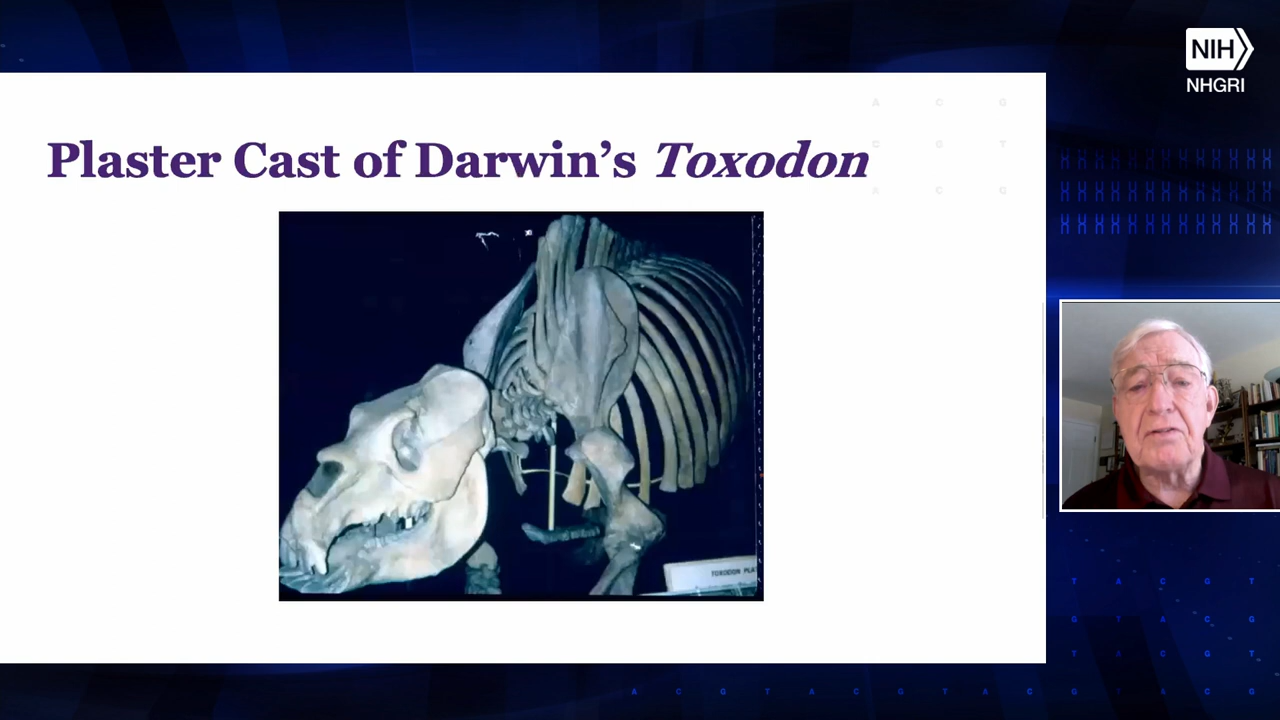 NIH
NHGRI
Plaster Cast of Darwin's Toxodon
A C G
C G T
A C G
TOXODON PLA
T A C G T
G T A C G
T A C G T
A C G T A C G T A C G T A C G